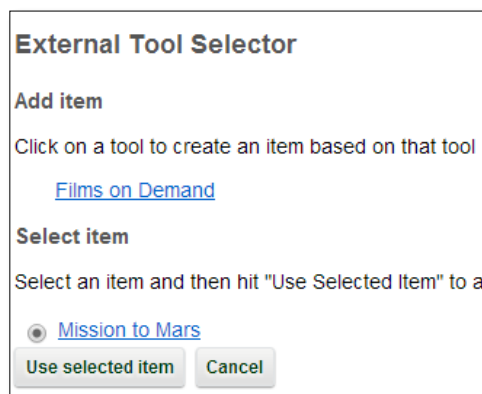 External Tool Selector
Add item
Click on a tool to create an item based on that tool
Films on Demand
Select item
Select an item and then hit "Use Selected Item" to a
Mission to Mars
Use selected item Cancel